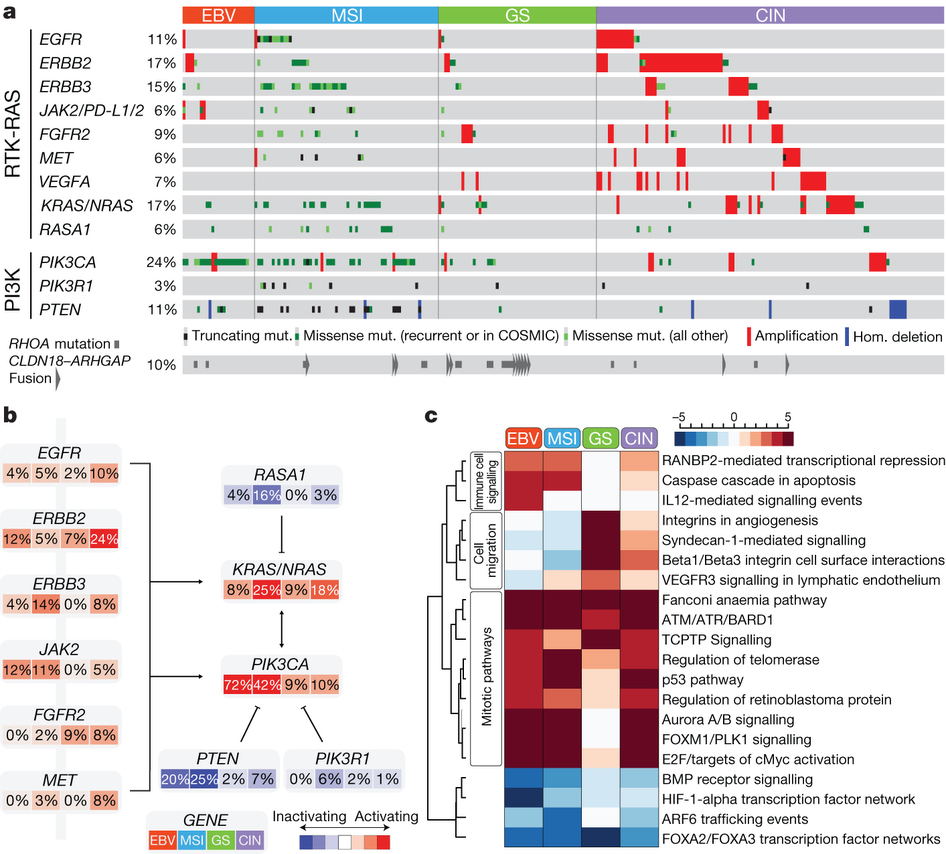 a
EBV MSI GS CIN
RTK-RAS
EGFR 11%
ERBB2 17%
ERBB3 15%
JAK2/PD-L1/2 6%
FGFR2 9%
MET 6%
VEGFA 7%
KRAS/NRAS 17%
RASA1 6%
PI3K
PIK3CA 24%
PIK3R1 3%
PTEN 11%
Truncating mut. Missense mut. (recurrent or in COSMIC) Missense mut. (all other) Amplification Hom. deletion
RHOA mutation
CLDN18–ARHGAP 10%
Fusion
b
EGFR
4% 5% 2% 10%
ERBB2
12% 5% 7% 24%
ERBB3
4% 14% 0% 8%
JAK2
12% 11% 0% 5%
FGFR2
0% 2% 9% 8%
MET
0% 3% 0% 8%
RASA1
4% 16% 0% 3%
KRAS/NRAS
8% 25% 9% 18%
PIK3CA
72% 42% 9% 10%
PTEN
20% 25% 2% 7%
PIK3R1
0% 6% 2% 1%
GENE
EBV MSI GS CIN
Inactivating Activating
c
–5 0 5
EBV MSI GS CIN
Immune cell
signalling
RANBP2-mediated transcriptional repression
Caspase cascade in apoptosis
IL12-mediated signalling events
Cell
migration
Integrins in angiogenesis
Syndecan-1-mediated signalling
Beta1/Beta3 integrin cell surface interactions
VEGFR3 signalling in lymphatic endothelium
Mitotic pathways
Fanconi anaemia pathway
ATM/ATR/BARD1
TCPTP Signalling
Regulation of telomerase
p53 pathway
Regulation of retinoblastoma protein
Aurora A/B signalling
FOXM1/PLK1 signalling
E2F/targets of cMyc activation
BMP receptor signalling
HIF-1-alpha transcription factor network
ARF6 trafficking events
FOXA2/FOXA3 transcription factor networks